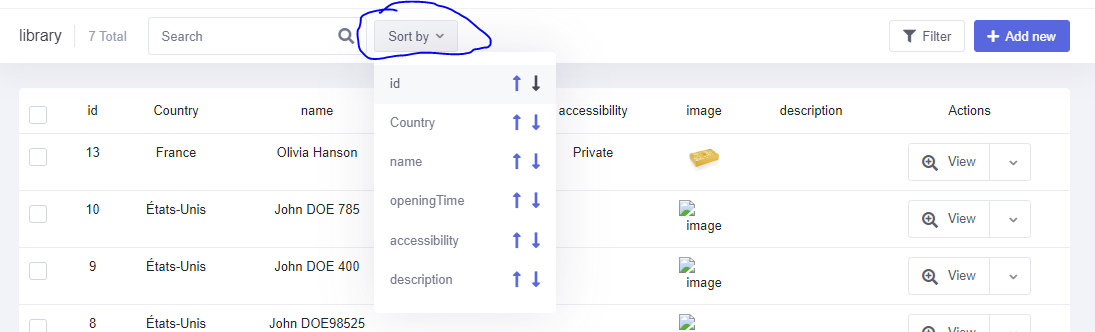 library 7 Total Search Sort by Filter Add new
id
Country
name
openingTime
accessibility
description
id Country name accessibility image description Actions
13 France Olivia Hanson Private View
10 États-Unis John DOE 785 image View
9 États-Unis John DOE 400 image View
8 États-Unis John DOE98525